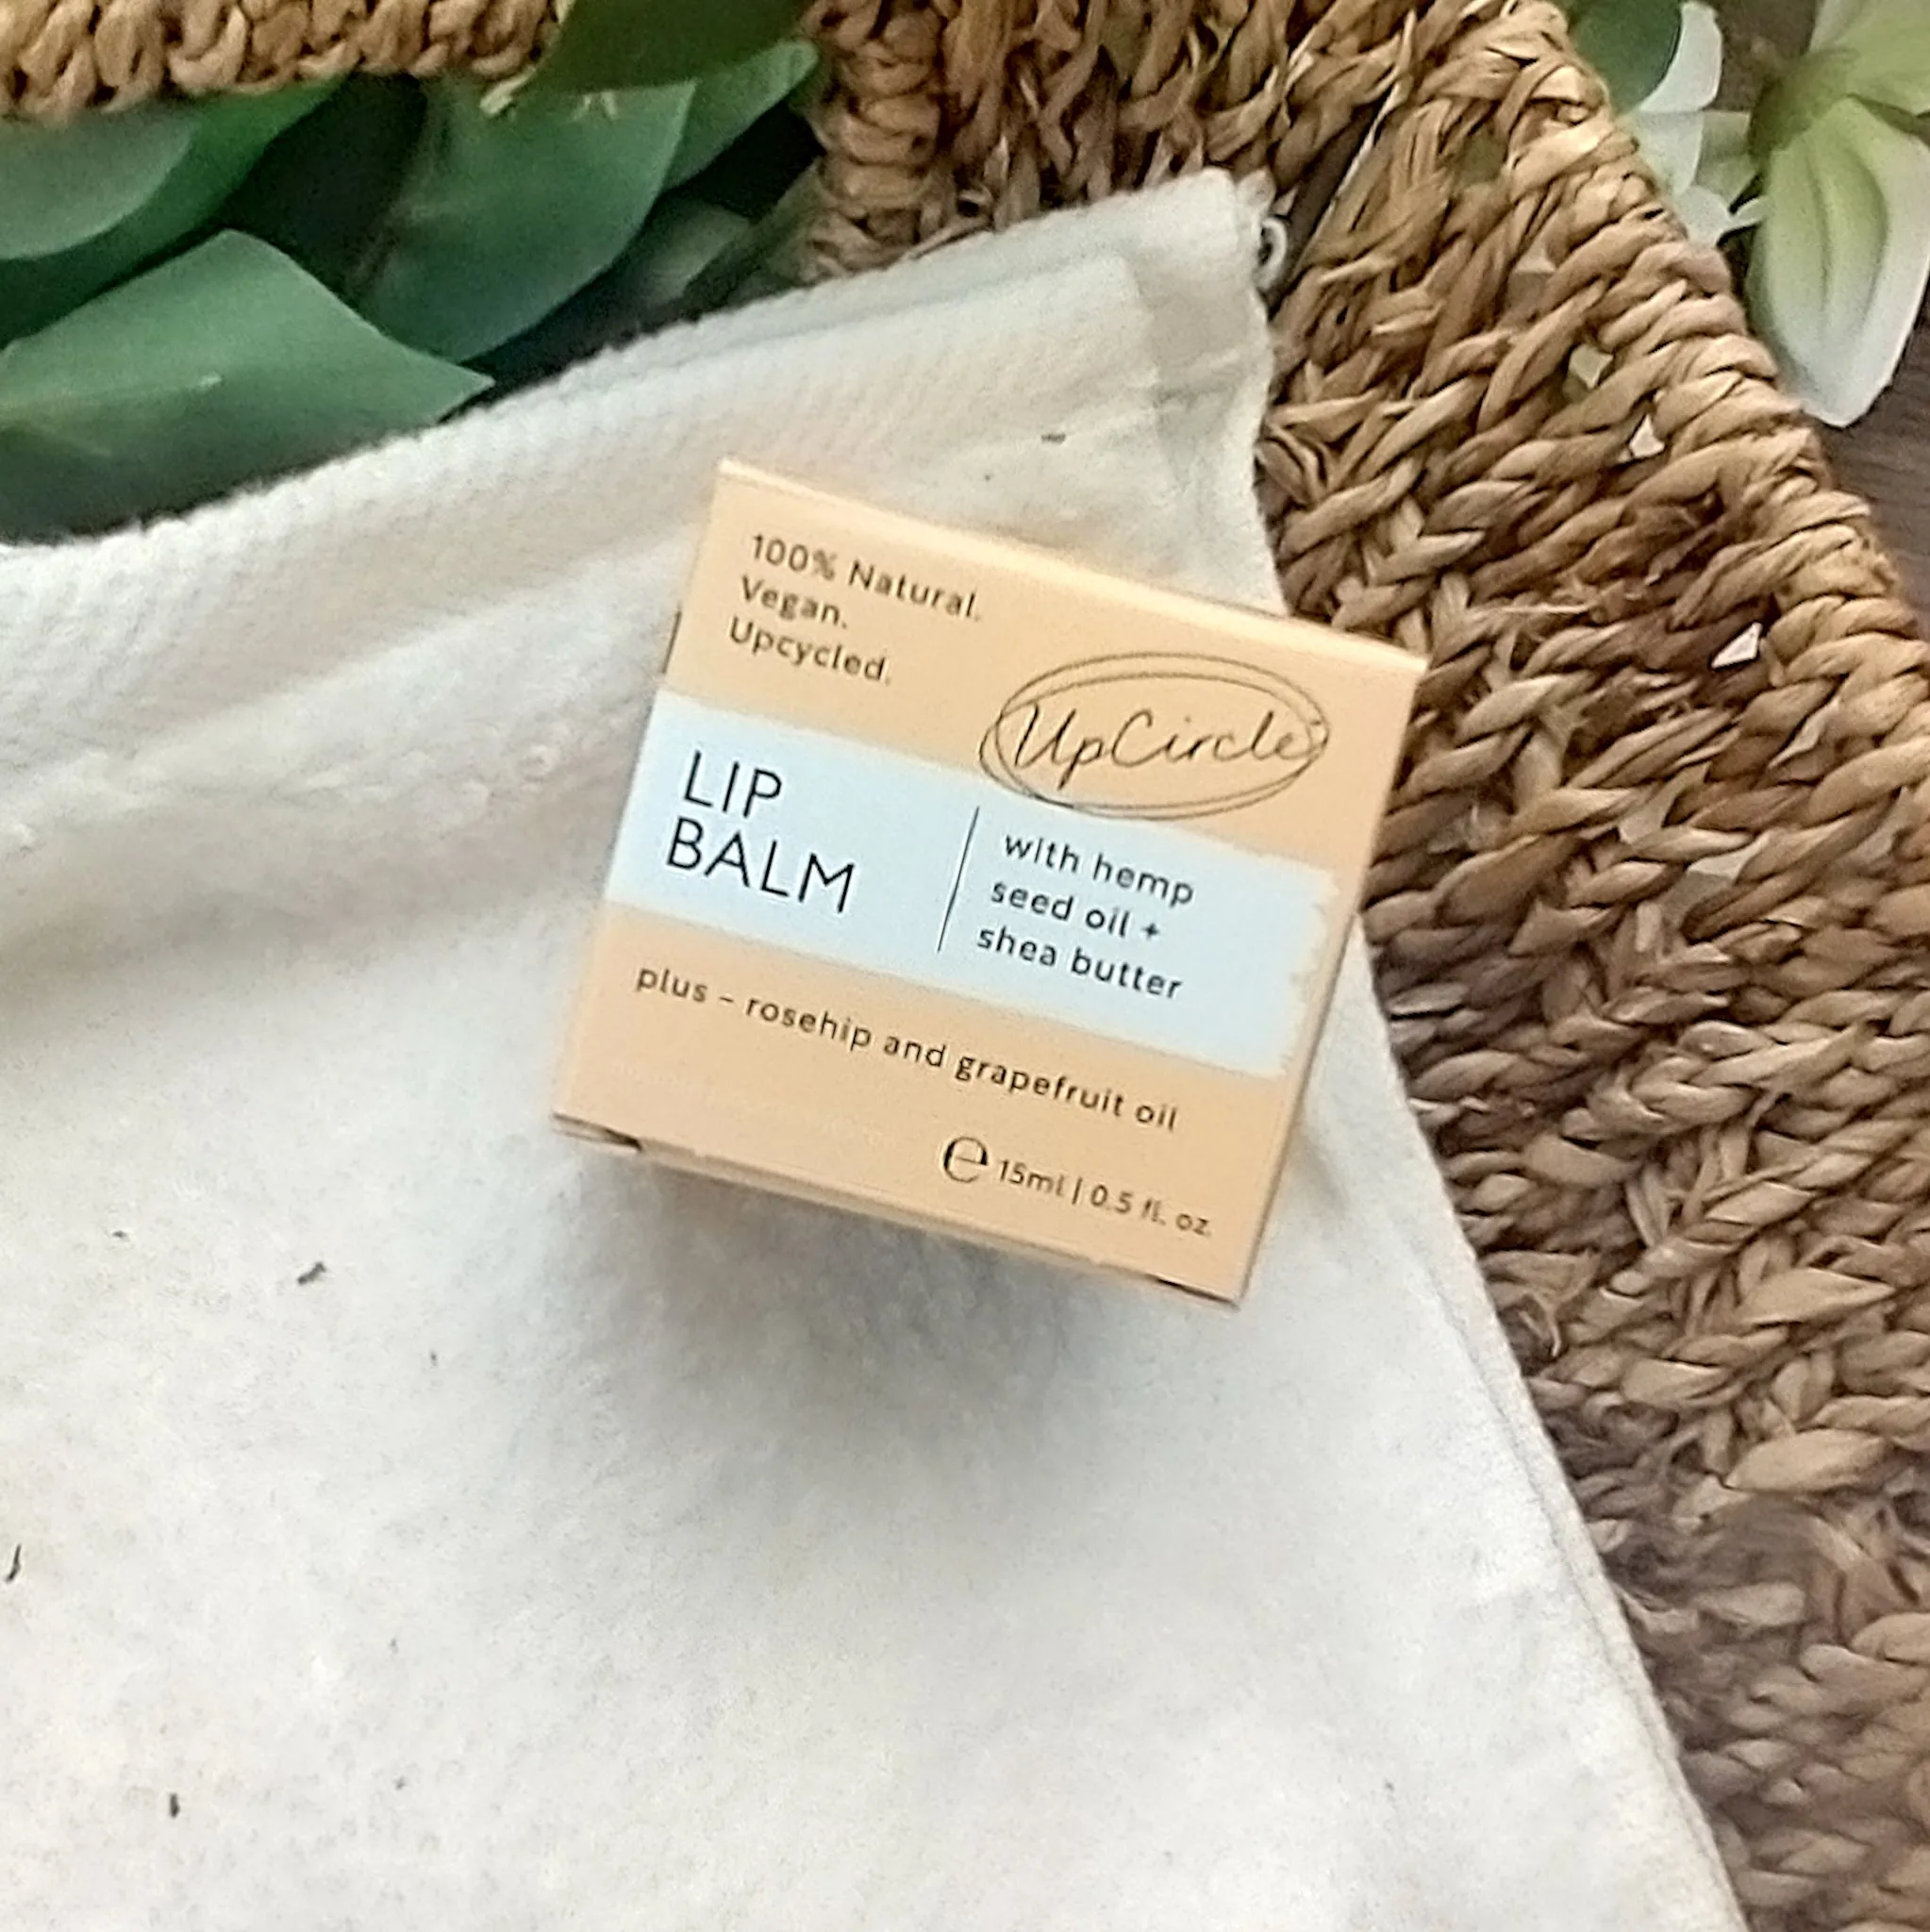 100% Natural.
Vegan.
Upcycled.
UpCircle
LIP
BALM
with hemp
seed oil +
shea butter
plus – rosehip and grapefruit oil
℮ 15ml | 0.5 fl. oz.